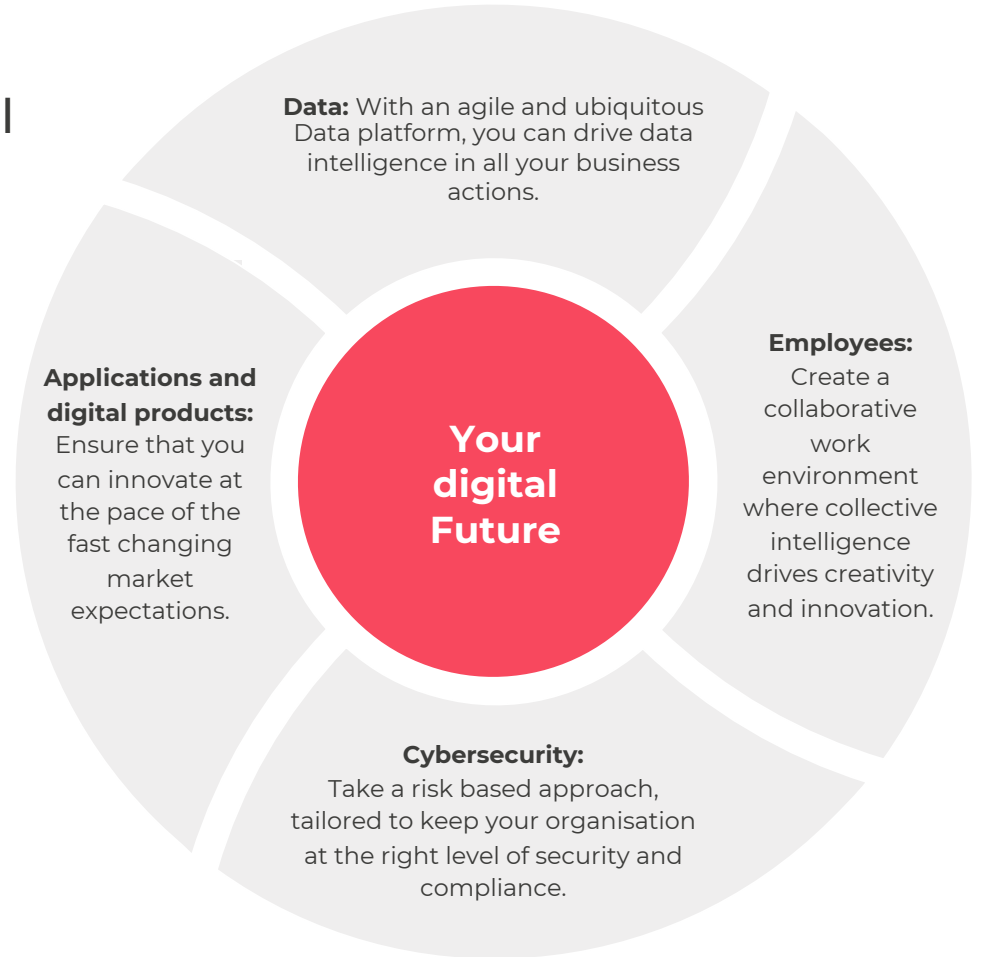 Data: With an agile and ubiquitous
Data platform, you can drive data
intelligence in all your business
actions.
Applications and
digital products:
Ensure that you
can innovate at
the pace of the
fast changing
market
expectations.
Your
digital
Future
Employees:
Create a
collaborative
work
environment
where collective
intelligence
drives creativity
and innovation.
Cybersecurity:
Take a risk based approach,
tailored to keep your organisation
at the right level of security and
compliance.